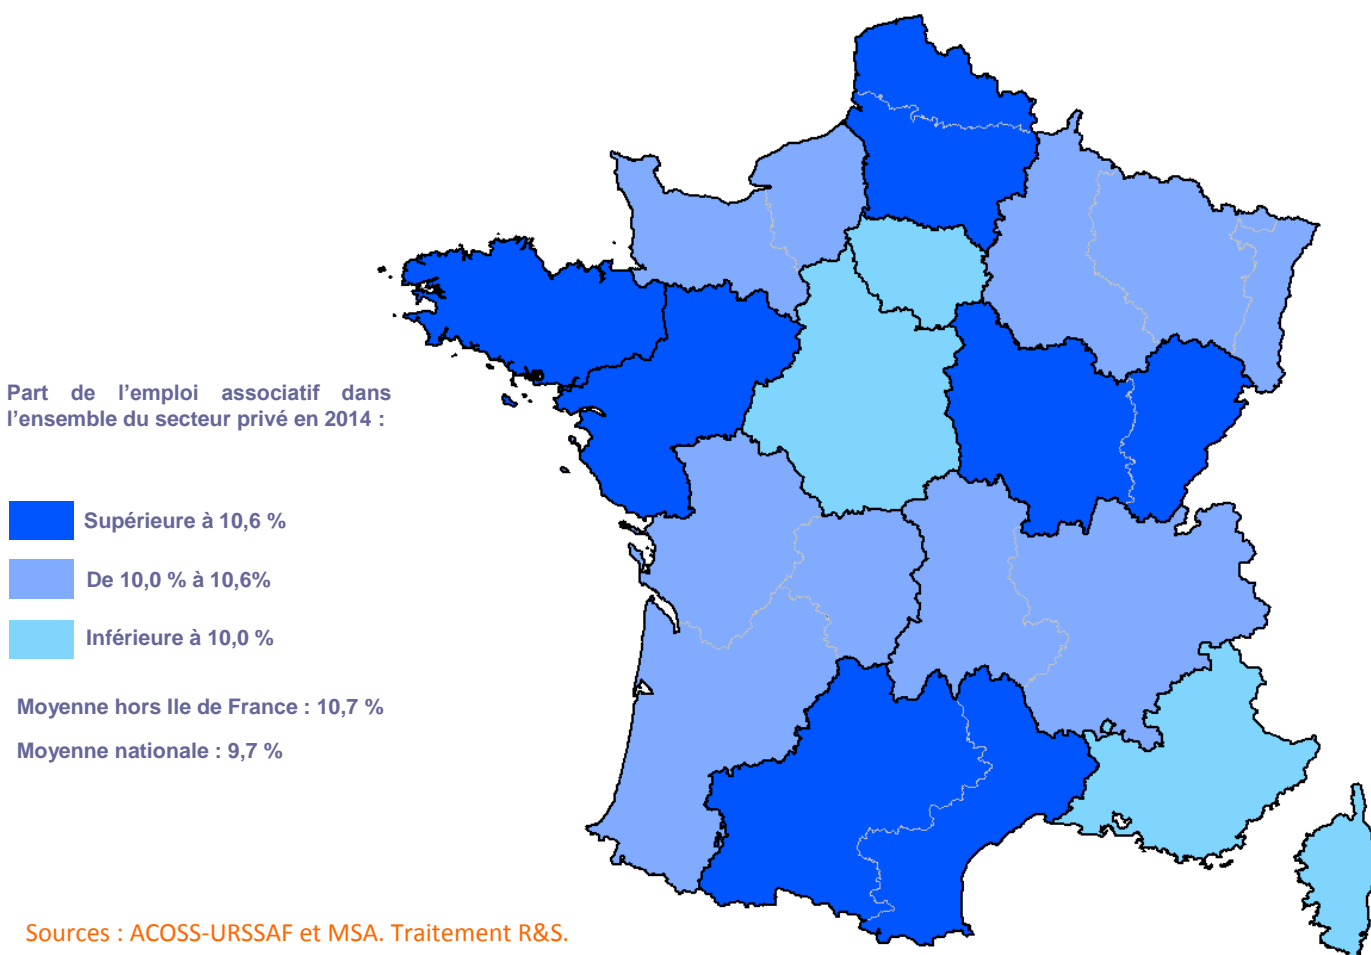 Part de l'emploi associatif dans
l'ensemble du secteur privé en 2014 :
Supérieure à 10,6 %
De 10,0 % à 10,6%
Inférieure à 10,0 %
Moyenne hors Ile de France : 10,7 %
Moyenne nationale : 9,7 %
Sources : ACOSS-URSSAF et MSA. Traitement R&S.